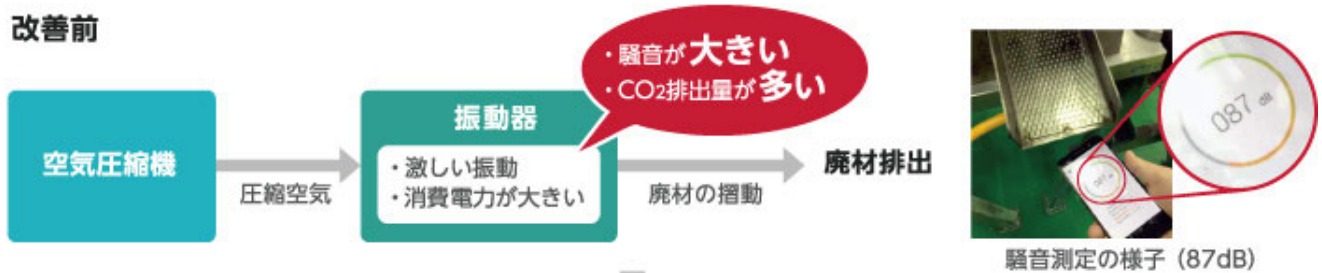 改善前
・騒音が大きい
・CO2排出量が多い
空気圧縮機
圧縮空気
振動器
・激しい振動
・消費電力が大きい
廃材の摺動
廃材排出
087 dB
087
騒音測定の様子（87dB）